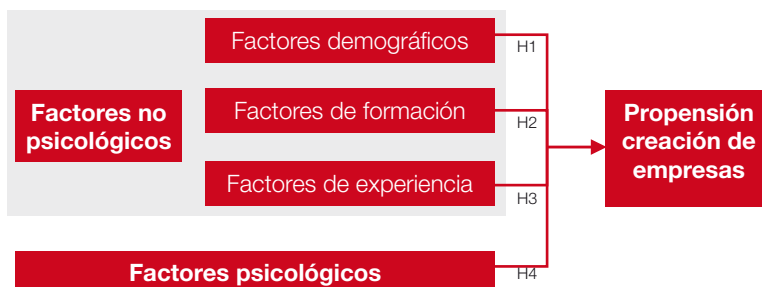 Factores demográficos
H1
Factores no
psicológicos
Factores de formación
H2
Propensión
creación de
empresas
Factores de experiencia
H3
Factores psicológicos
H4